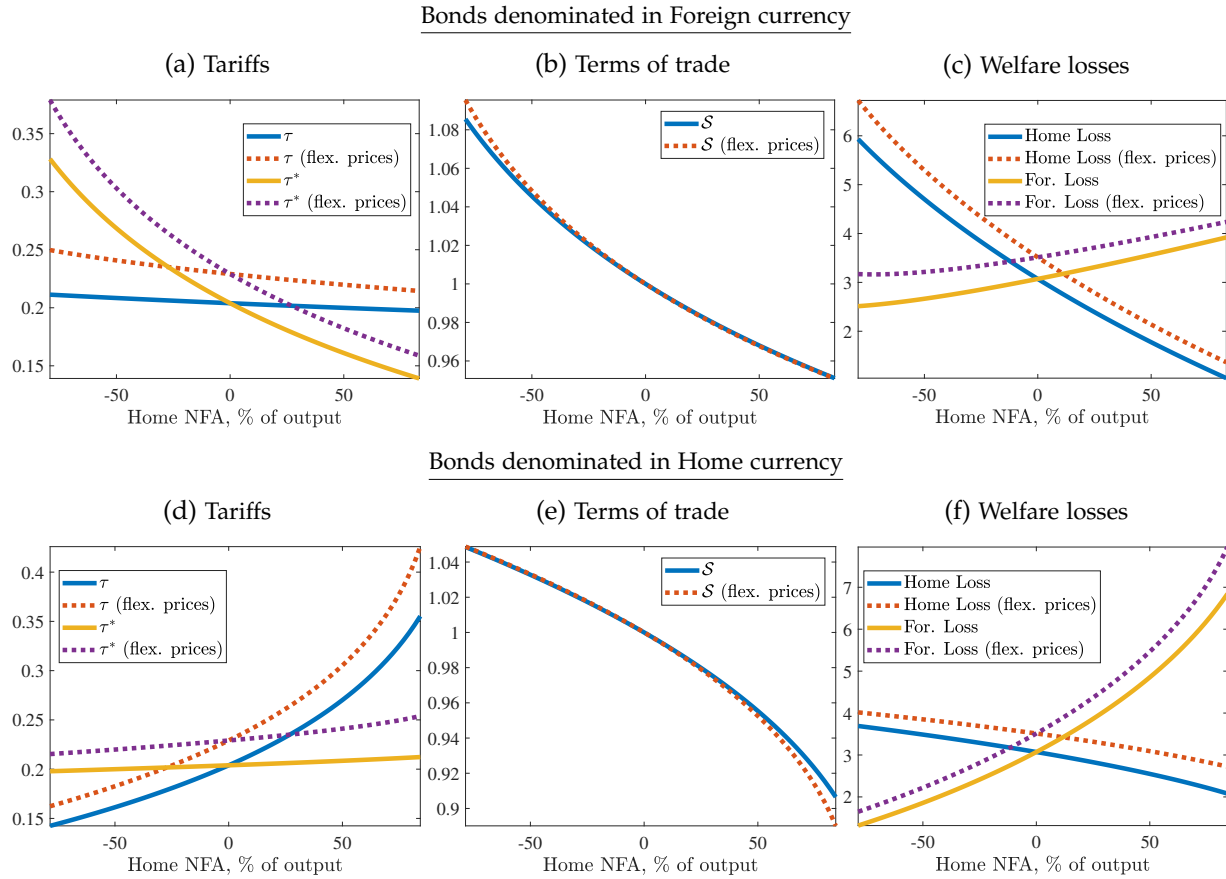 Bonds denominated in Foreign currency
(a) Tariffs
(b) Terms of trade
(c) Welfare losses
0.35
0.3
0.25
0.2
0.15
τ
τ (flex. prices)
τ*
τ* (flex. prices)
-50
0
50
Home NFA, % of output
1.08
1.06
1.04
1.02
1
0.98
0.96
S
S (flex. prices)
-50
0
50
Home NFA, % of output
6
5
4
3
2
Home Loss
Home Loss (flex. prices)
For. Loss
For. Loss (flex. prices)
-50
0
50
Home NFA, % of output
Bonds denominated in Home currency
(d) Tariffs
(e) Terms of trade
(f) Welfare losses
0.4
0.35
0.3
0.25
0.2
0.15
τ
τ (flex. prices)
τ*
τ* (flex. prices)
-50
0
50
Home NFA, % of output
1.04
1.02
1
0.98
0.96
0.94
0.92
0.9
S
S (flex. prices)
-50
0
50
Home NFA, % of output
7
6
5
4
3
2
Home Loss
Home Loss (flex. prices)
For. Loss
For. Loss (flex. prices)
-50
0
50
Home NFA, % of output